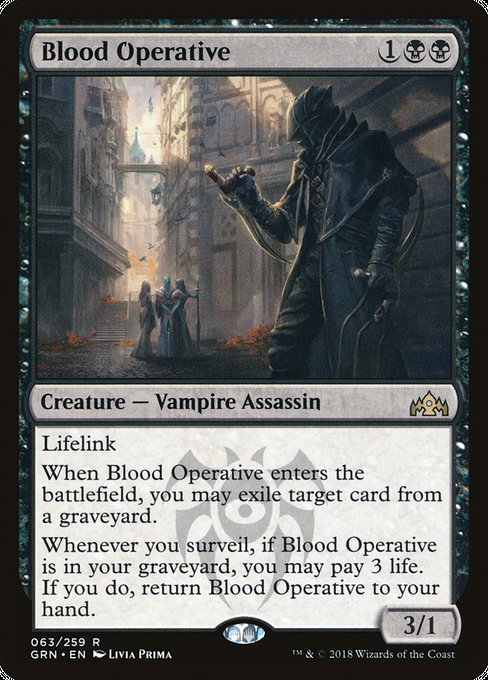 Blood Operative 1
Creature — Vampire Assassin
Lifelink
When Blood Operative enters the
battlefield, you may exile target card from
a graveyard.
Whenever you surveil, if Blood Operative
is in your graveyard, you may pay 3 life.
If you do, return Blood Operative to your
hand.
3/1
063/259 R
GRN • EN Livia Prima
™ & © 2018 Wizards of the Coast